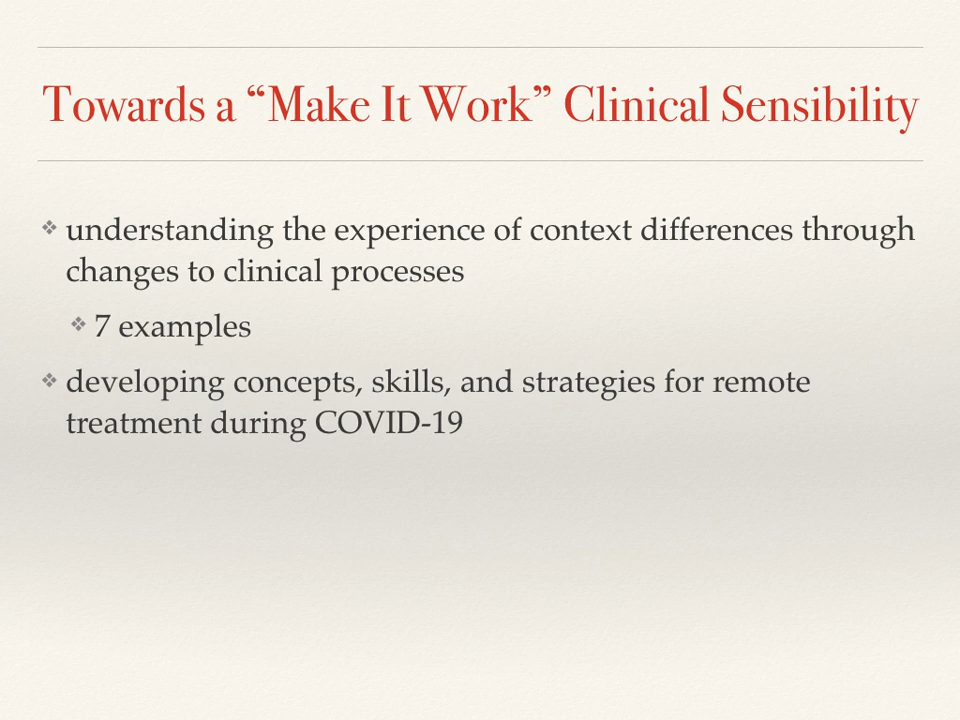 Towards a “Make It Work” Clinical Sensibility
❖ understanding the experience of context differences through
changes to clinical processes
❖ 7 examples
❖ developing concepts, skills, and strategies for remote
treatment during COVID-19